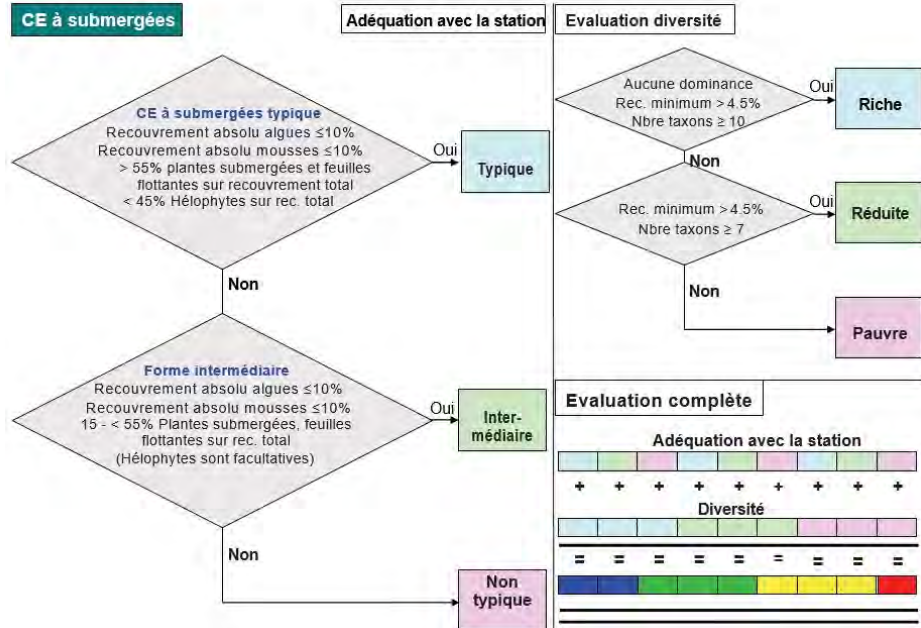 CE à submergées
Adéquation avec la station
CE à submergées typique
Recouvrement absolu algues ≤10%
Recouvrement absolu mousses ≤10%
> 55% plantes submergées et feuilles
flottantes sur recouvrement total
< 45% Hélophytes sur rec. total
Oui
Typique
Non
Forme intermédiaire
Recouvrement absolu algues ≤10%
Recouvrement absolu mousses ≤10%
15 - < 55% Plantes submergées, feuilles
flottantes sur rec. total
(Hélophytes sont facultatives)
Oui
Inter-
médiaire
Non
Non
typique
Evaluation diversité
Aucune dominance
Rec. minimum > 4.5%
Nbre taxons ≥ 10
Oui
Riche
Non
Rec. minimum > 4.5%
Nbre taxons ≥ 7
Oui
Réduite
Non
Pauvre
Evaluation complète
Adéquation avec la station
+ + + + + + + + +
Diversité
= = = = = = = = =